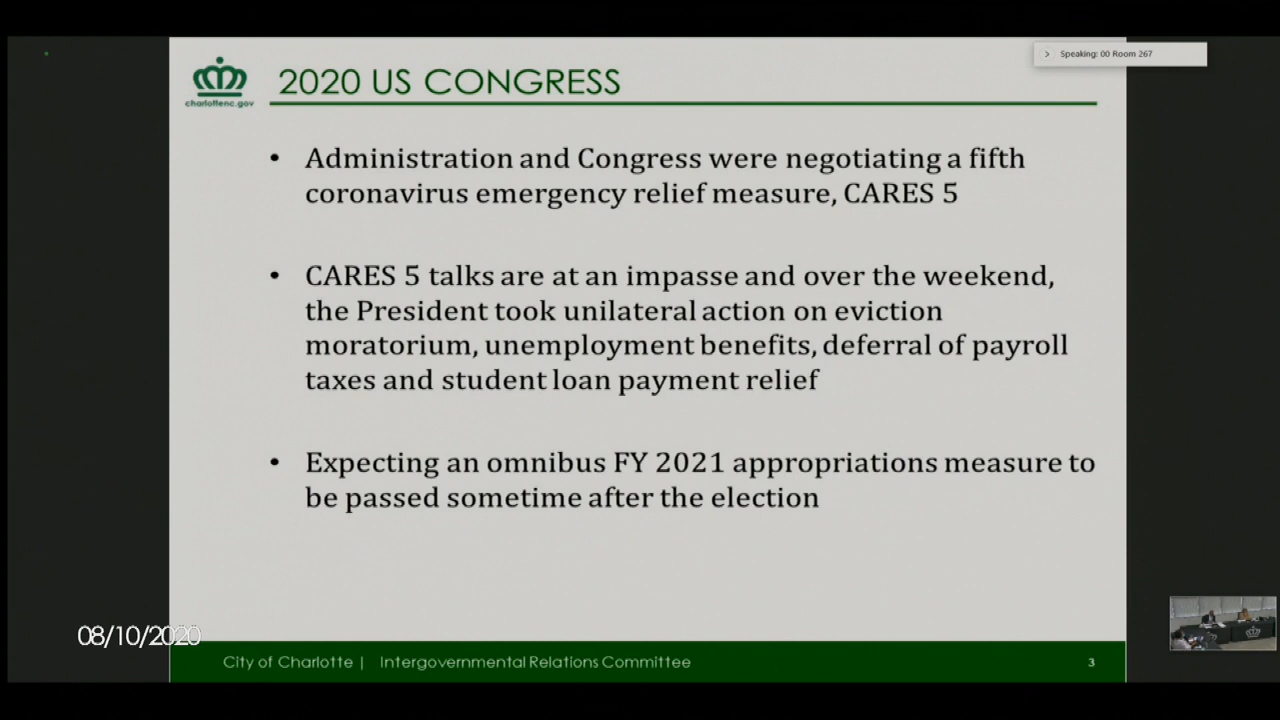 > Speaking: 00 Room 267
charlottenc.gov
2020 US CONGRESS
• Administration and Congress were negotiating a fifth
coronavirus emergency relief measure, CARES 5
• CARES 5 talks are at an impasse and over the weekend,
the President took unilateral action on eviction
moratorium, unemployment benefits, deferral of payroll
taxes and student loan payment relief
• Expecting an omnibus FY 2021 appropriations measure to
be passed sometime after the election
08/10/2020
City of Charlotte | Intergovernmental Relations Committee
3